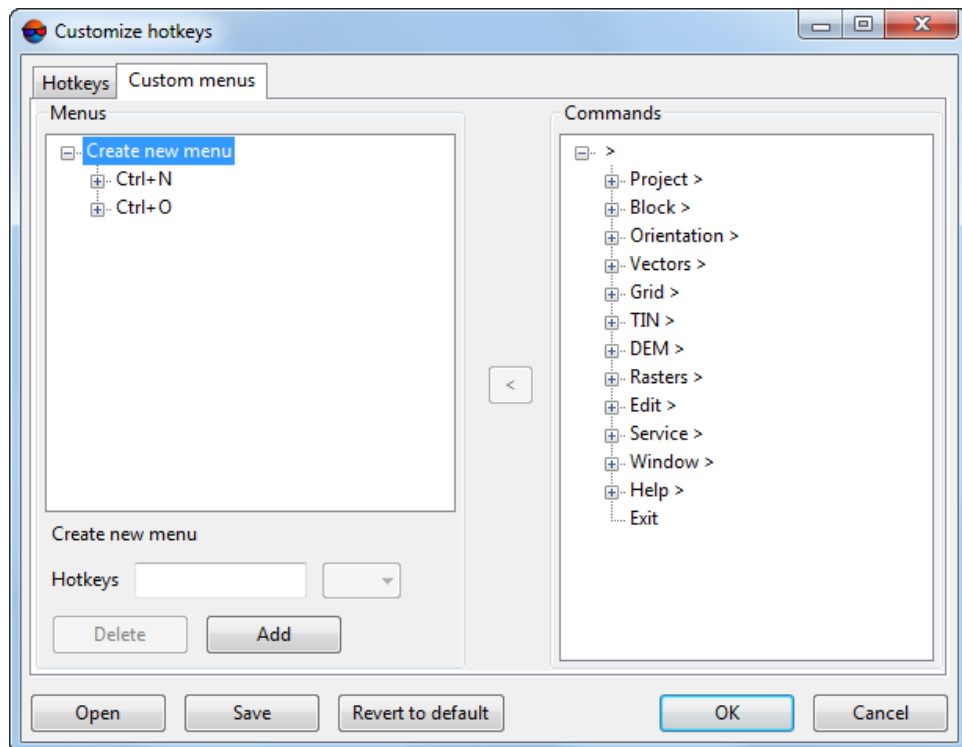 Customize hotkeys
Hotkeys
Custom menus
Menus
Create new menu
Ctrl+N
Ctrl+O
Create new menu
Hotkeys
Delete
Add
<
Commands
>
Project >
Block >
Orientation >
Vectors >
Grid >
TIN >
DEM >
Rasters >
Edit >
Service >
Window >
Help >
Exit
Open
Save
Revert to default
OK
Cancel